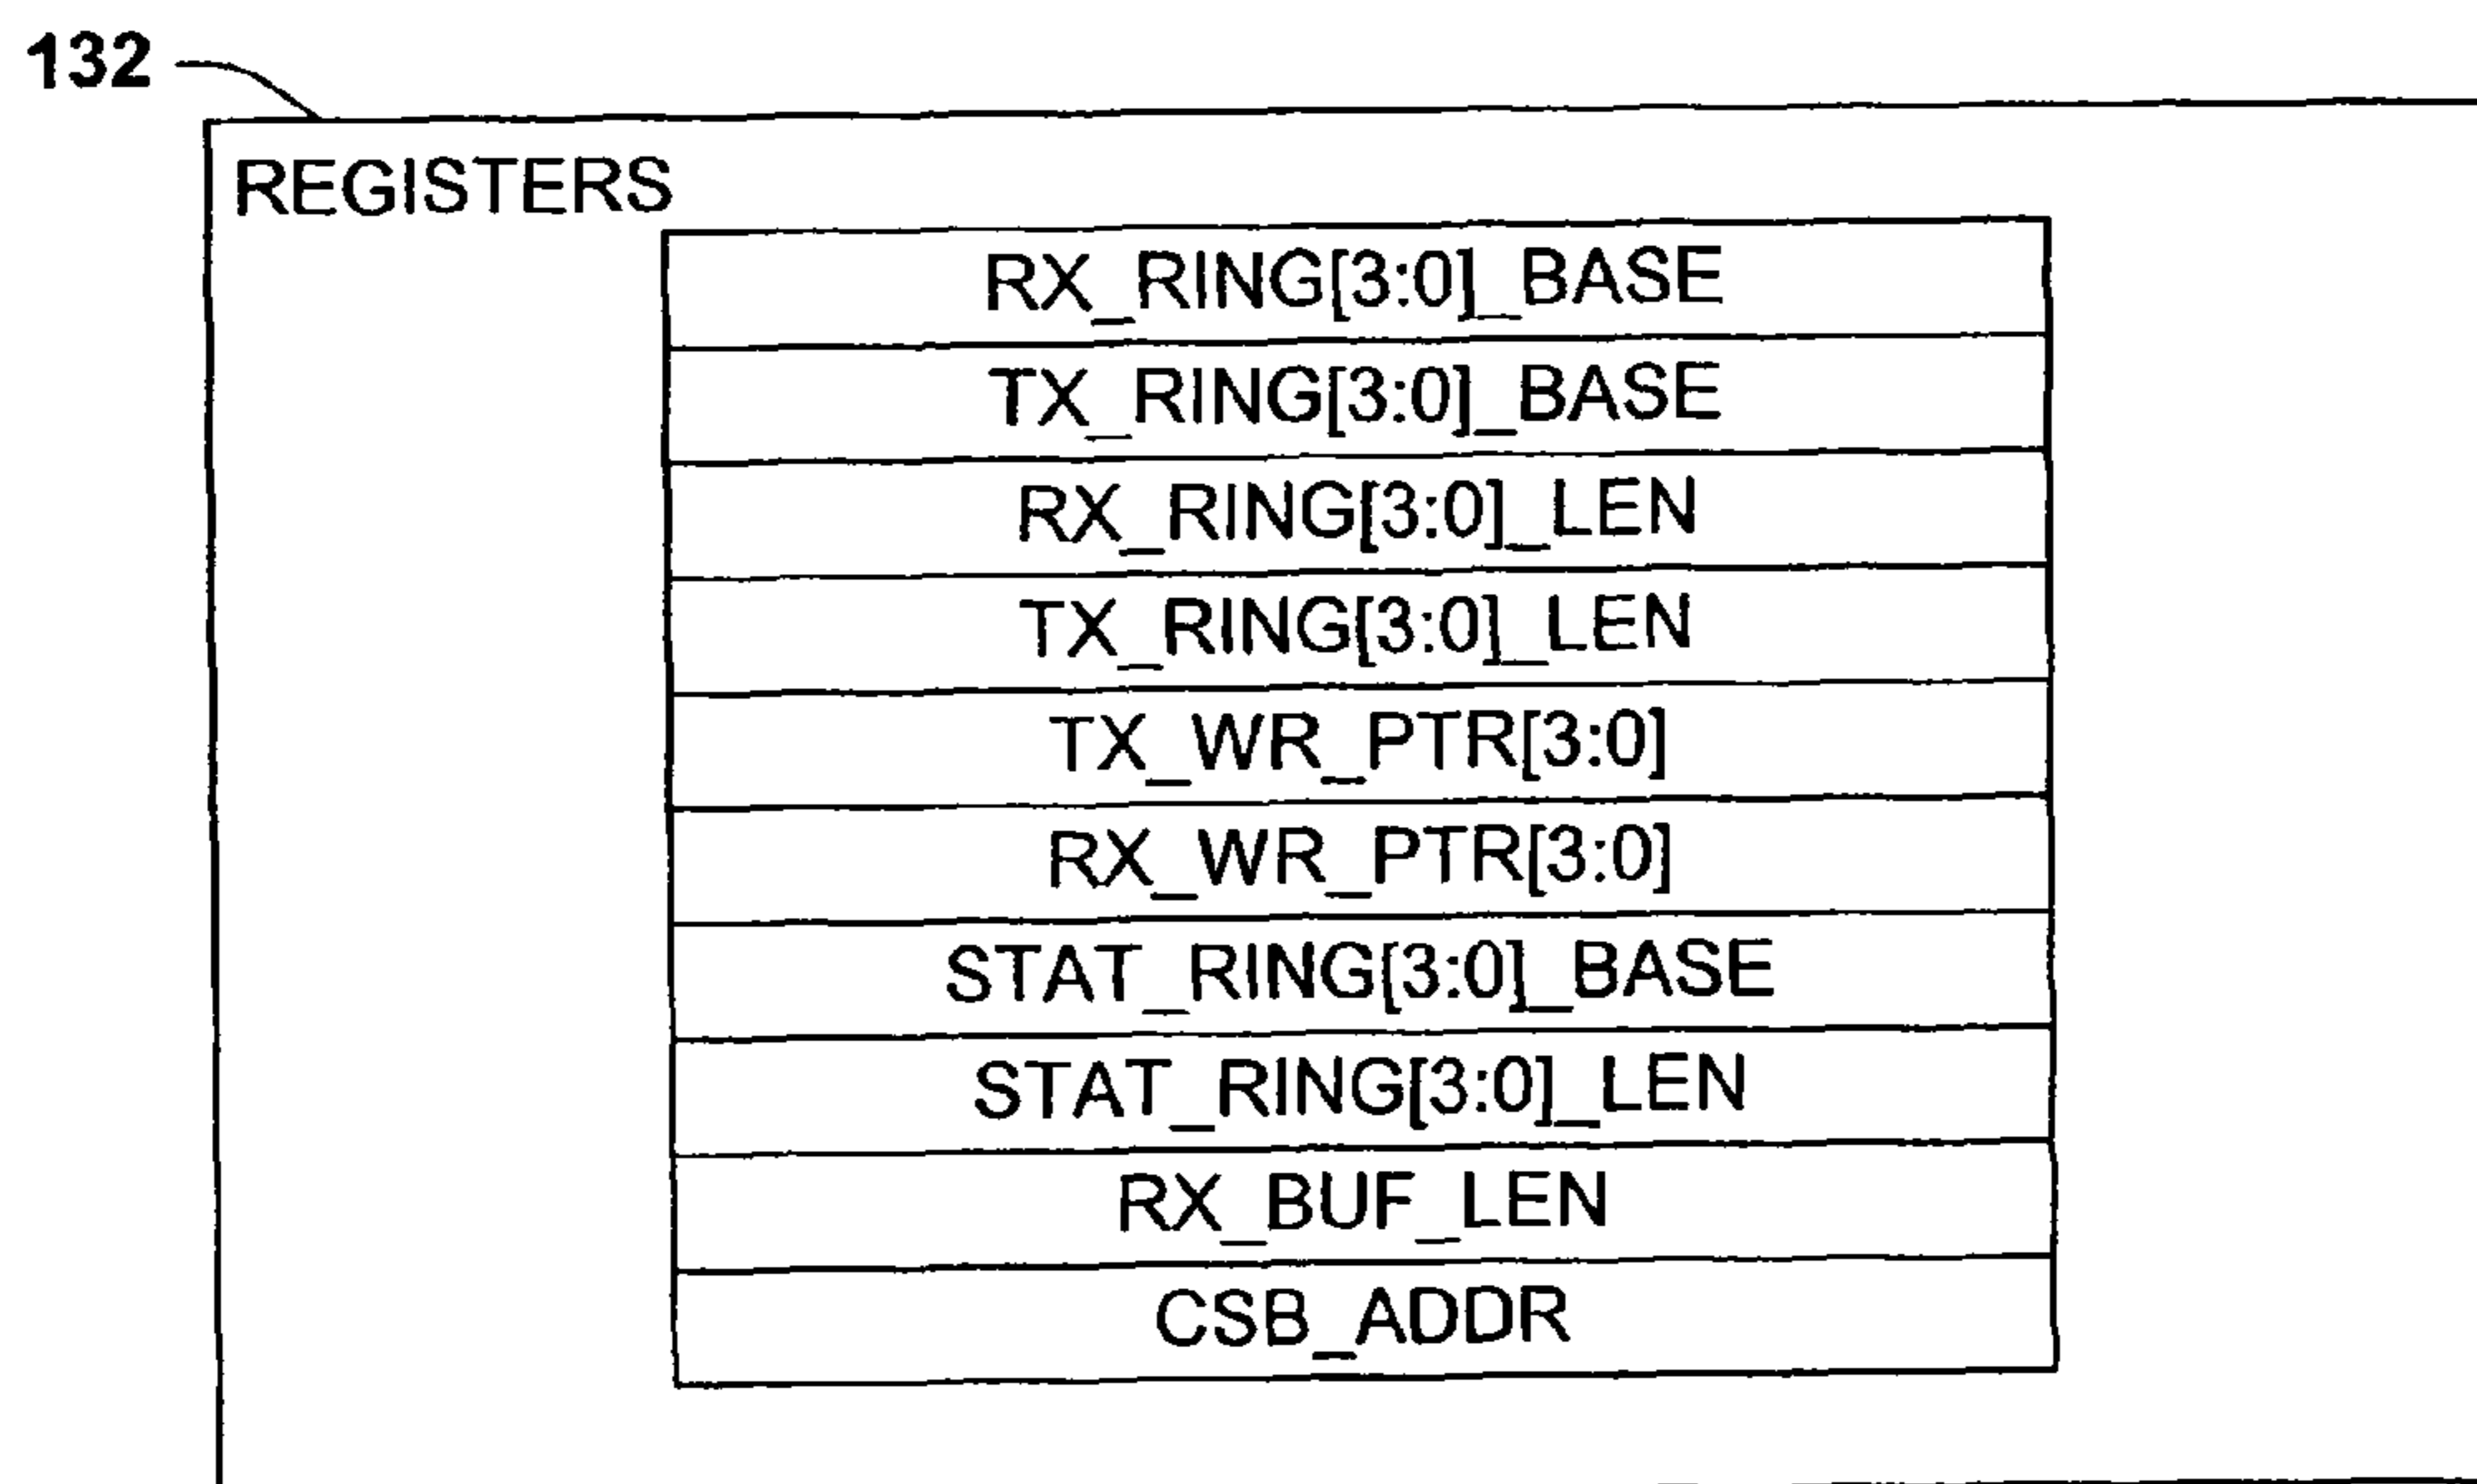 132
REGISTERS
RX_RING[3:0]_BASE
TX_RING[3:0]_BASE
RX_RING[3:0]_LEN
TX_RING[3:0]_LEN
TX_WR_PTR[3:0]
RX_WR_PTR[3:0]
STAT_RING[3:0]_BASE
STAT_RING[3:0]_LEN
RX_BUF_LEN
CSB_ADDR